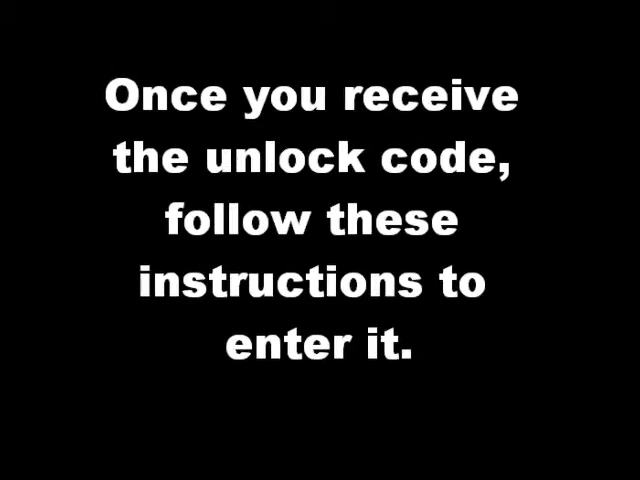 Once you receive
the unlock code,
follow these
instructions to
enter it.